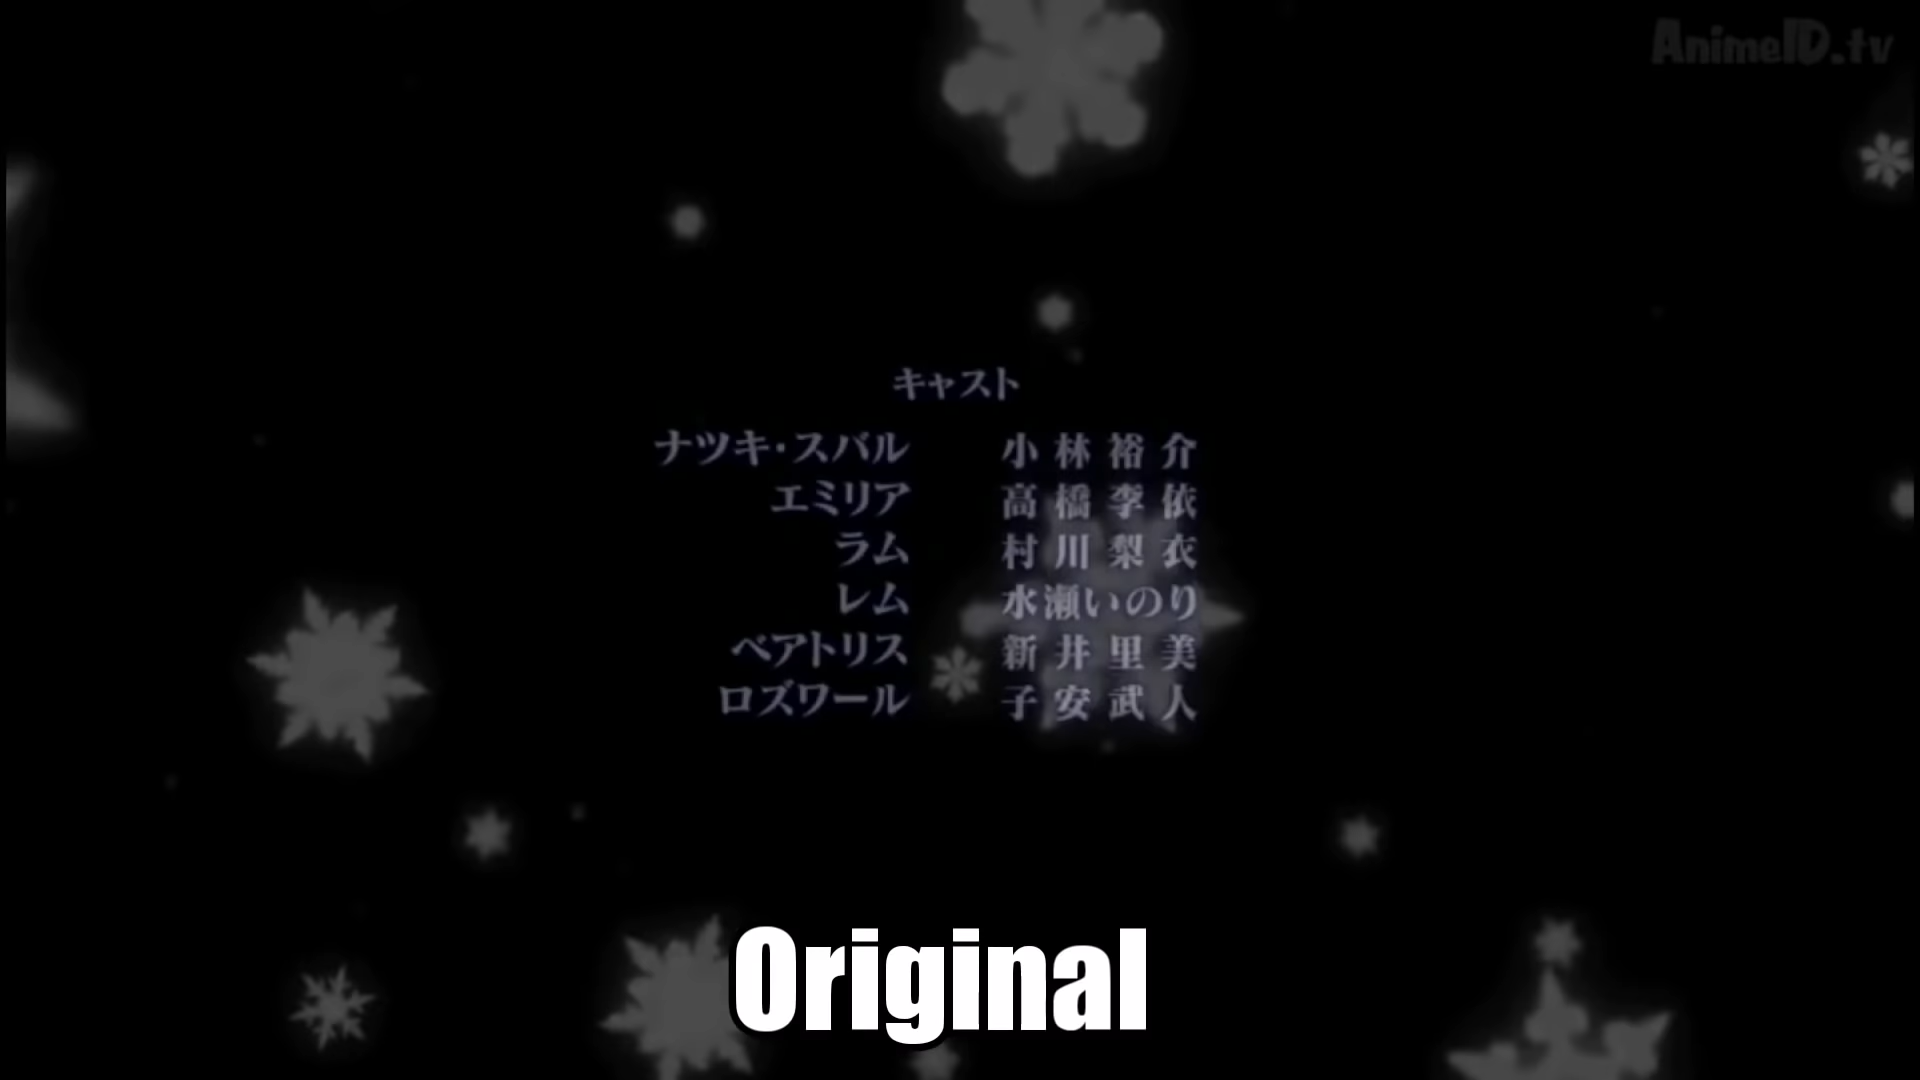 AnimeID.tv
キャスト
ナツキ・スバル 小林裕介
エミリア 高橋李依
ラム 村川梨衣
レム 水瀬いのり
ベアトリス 新井里美
ロズワール 子安武人
Original